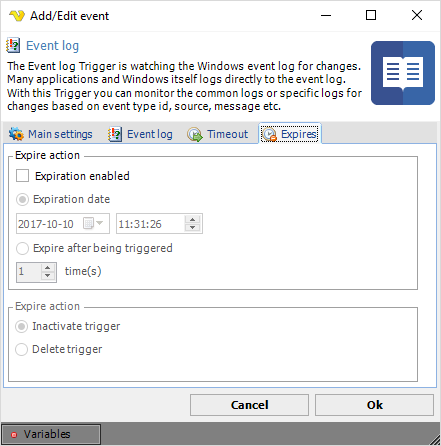 Add/Edit event
Event log
The Event log Trigger is watching the Windows event log for changes.
Many applications and Windows itself logs directly to the event log.
With this Trigger you can monitor the common logs or specific logs for
changes based on event type id, source, message etc.
Main settings Event log Timeout Expires
Expire action
Expiration enabled
Expiration date
2017-10-10 11:31:26
Expire after being triggered
1 time(s)
Expire action
Inactivate trigger
Delete trigger
Cancel Ok
Variables